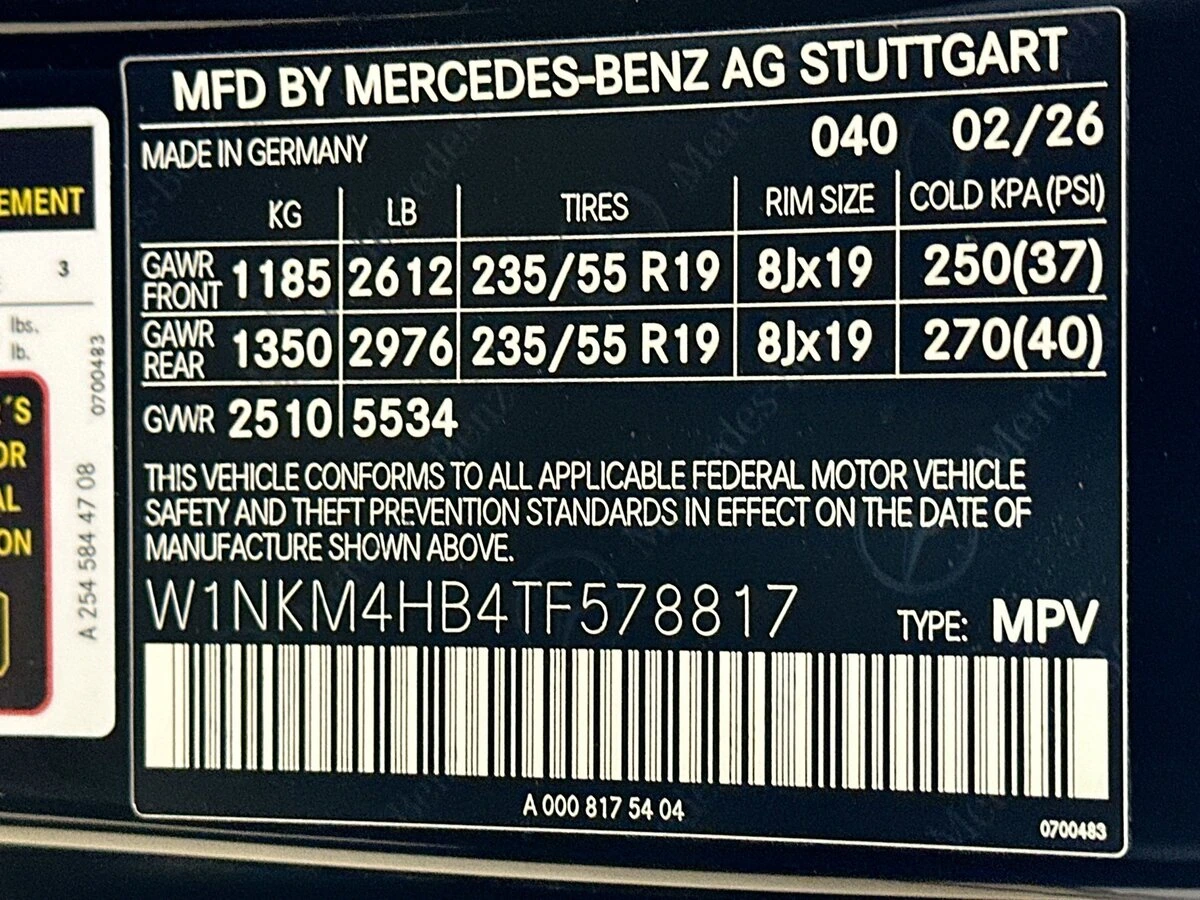 MFD BY MERCEDES-BENZ AG STUTTGART
MADE IN GERMANY 040 02/26
KG LB TIRES RIM SIZE COLD KPA (PSI)
GAWR FRONT 1185 2612 235/55 R19 8Jx19 250(37)
GAWR REAR 1350 2976 235/55 R19 8Jx19 270(40)
GVWR 2510 5534
THIS VEHICLE CONFORMS TO ALL APPLICABLE FEDERAL MOTOR VEHICLE
SAFETY AND THEFT PREVENTION STANDARDS IN EFFECT ON THE DATE OF
MANUFACTURE SHOWN ABOVE.
W1NKM4HB4TF578817 TYPE: MPV
A 000 817 54 04
0700483
EMENT
3
lbs.
lb.
0700483
´S
OR
AL
ON
A 254 584 47 08